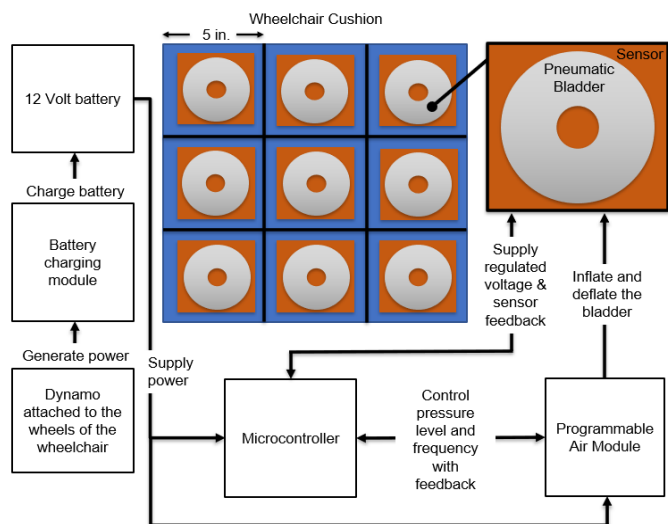 Wheelchair Cushion
5 in.
Sensor
Pneumatic
Bladder
12 Volt battery
Charge battery
Battery
charging
module
Generate power
Dynamo
attached to the
wheels of the
wheelchair
Supply
power
Supply
regulated
voltage &
sensor
feedback
Inflate and
deflate the
bladder
Microcontroller
Control
pressure
level and
frequency
with
feedback
Programmable
Air Module